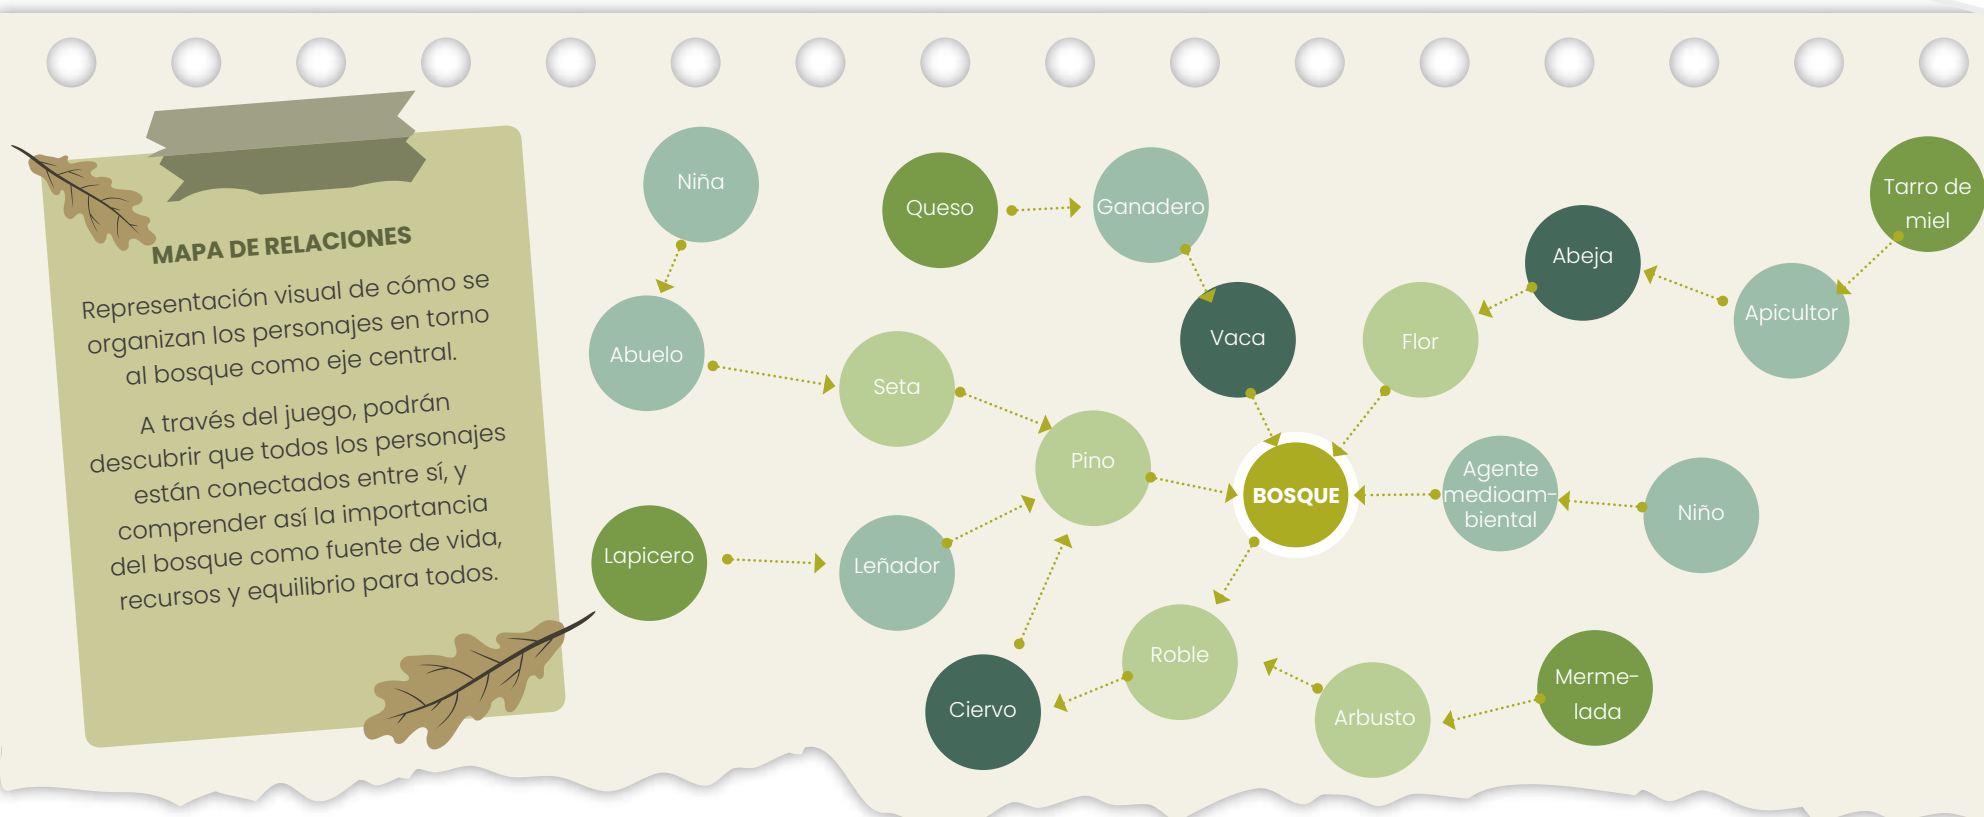 MAPA DE RELACIONES
Representación visual de cómo se
organizan los personajes en torno
al bosque como eje central.
A través del juego, podrán
descubrir que todos los personajes
están conectados entre sí, y
comprender así la importancia
del bosque como fuente de vida,
recursos y equilibrio para todos.
Niña
Queso
Ganadero
Tarro de
miel
Abeja
Apicultor
Abuelo
Seta
Vaca
Flor
Pino
BOSQUE
Agente
medioam-
biental
Niño
Lapicero
Leñador
Roble
Ciervo
Arbusto
Merme-
lada